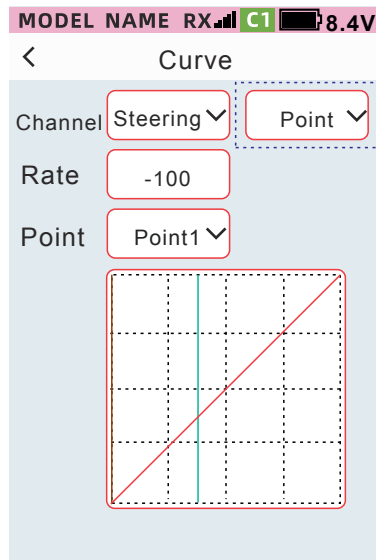 MODEL NAME RX C1 8.4V
Curve
Channel Steering Point
Rate -100
Point Point1